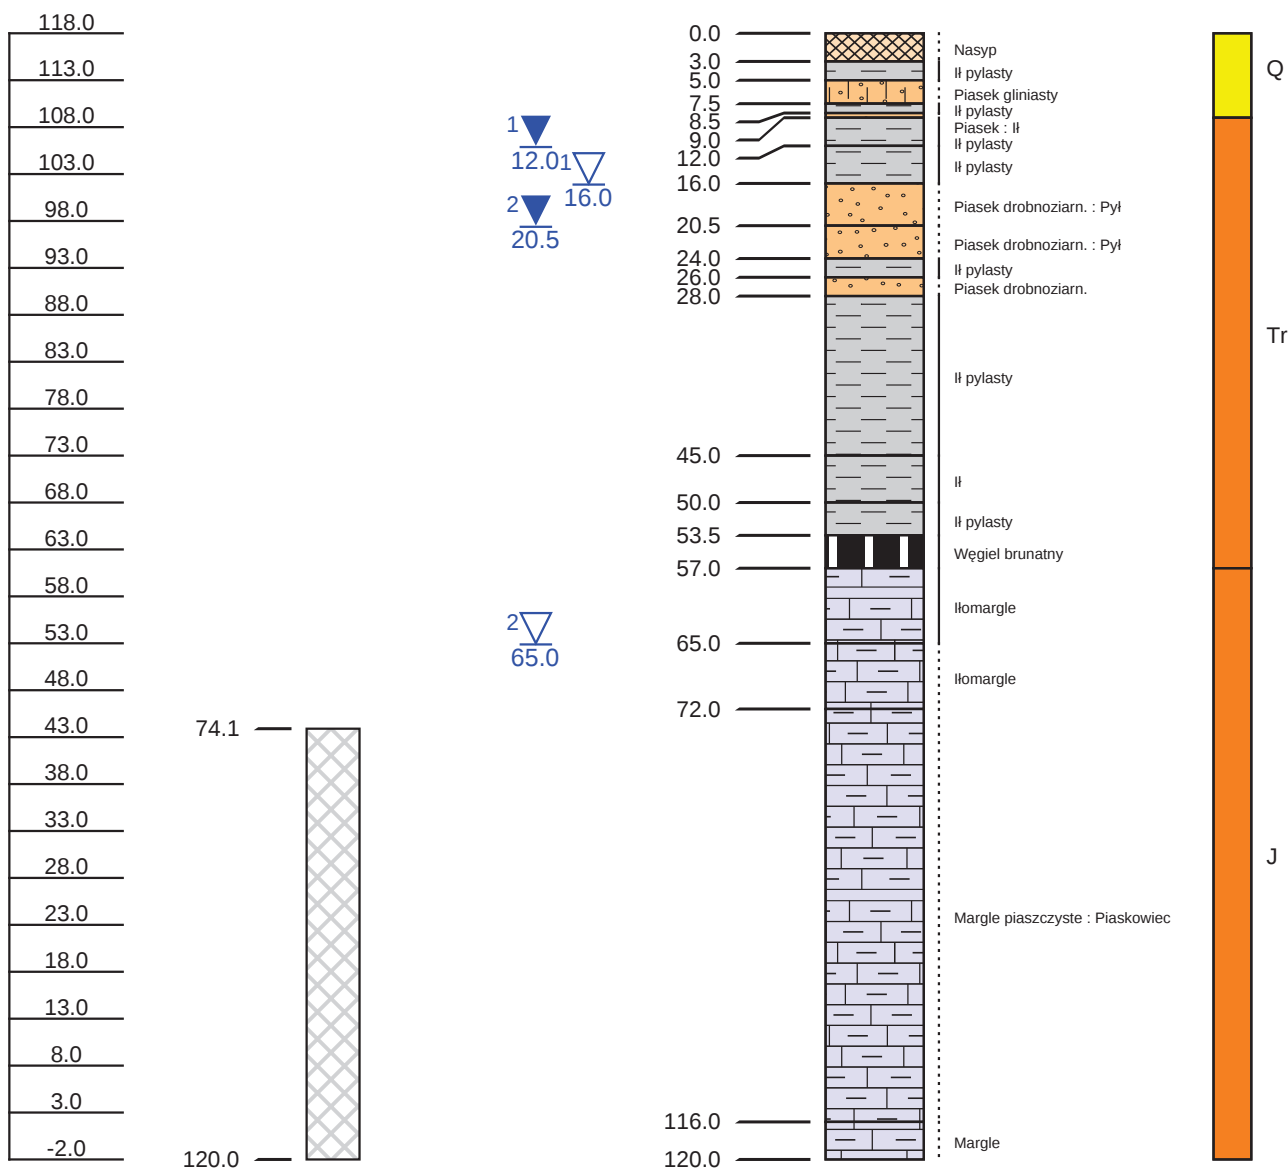 118.0
113.0
108.0
103.0
98.0
93.0
88.0
83.0
78.0
73.0
68.0
63.0
58.0
53.0
48.0
43.0
38.0
33.0
28.0
23.0
18.0
13.0
8.0
3.0
-2.0
74.1
120.0
1
12.0
1
16.0
2
20.5
2
65.0
0.0
3.0
5.0
7.5
8.5
9.0
12.0
16.0
20.5
24.0
26.0
28.0
45.0
50.0
53.5
57.0
65.0
72.0
116.0
120.0
Nasyp
Ił pylasty
Piasek gliniasty
Ił pylasty
Piasek : Ił
Ił pylasty
Ił pylasty
Piasek drobnoziarn. : Pył
Piasek drobnoziarn. : Pył
Ił pylasty
Piasek drobnoziarn.
Ił pylasty
Ił
Ił pylasty
Węgiel brunatny
Iłomargle
Iłomargle
Margle piaszczyste : Piaskowiec
Margle
Q
Tr
J